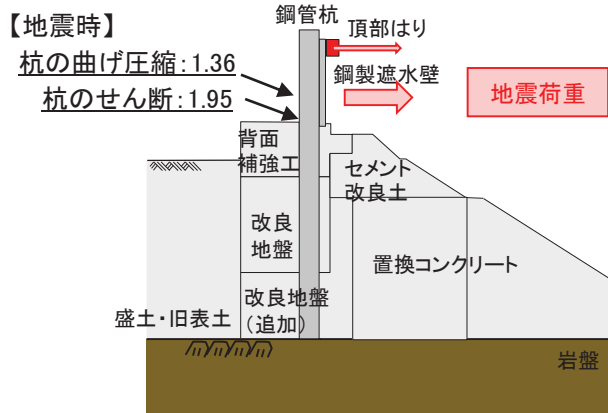 【地震時】
鋼管杭
頂部はり
杭の曲げ圧縮：1.36
鋼製遮水壁
地震荷重
杭のせん断：1.95
背面
補強工
セメント
改良土
改良
地盤
置換コンクリート
改良地盤
（追加）
盛土・旧表土
岩盤